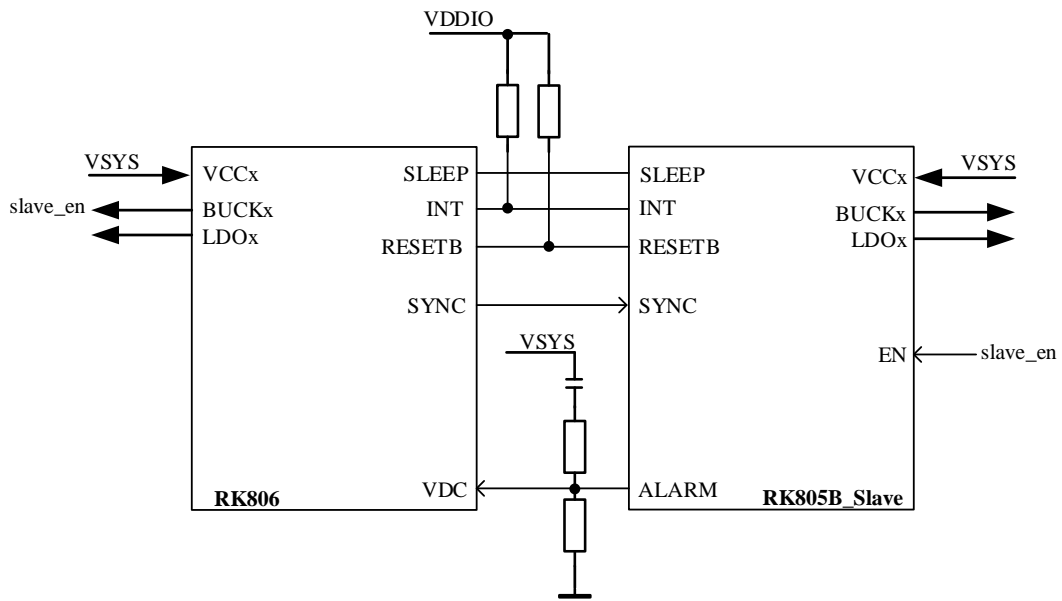 VDDIO
VSYS
slave_en
VCCx
BUCKx
LDOx
SLEEP
INT
RESETB
SYNC
VDC
RK806
VSYS
SLEEP
INT
RESETB
SYNC
ALARM
VCCx
BUCKx
LDOx
EN
RK805B_Slave
VSYS
slave_en